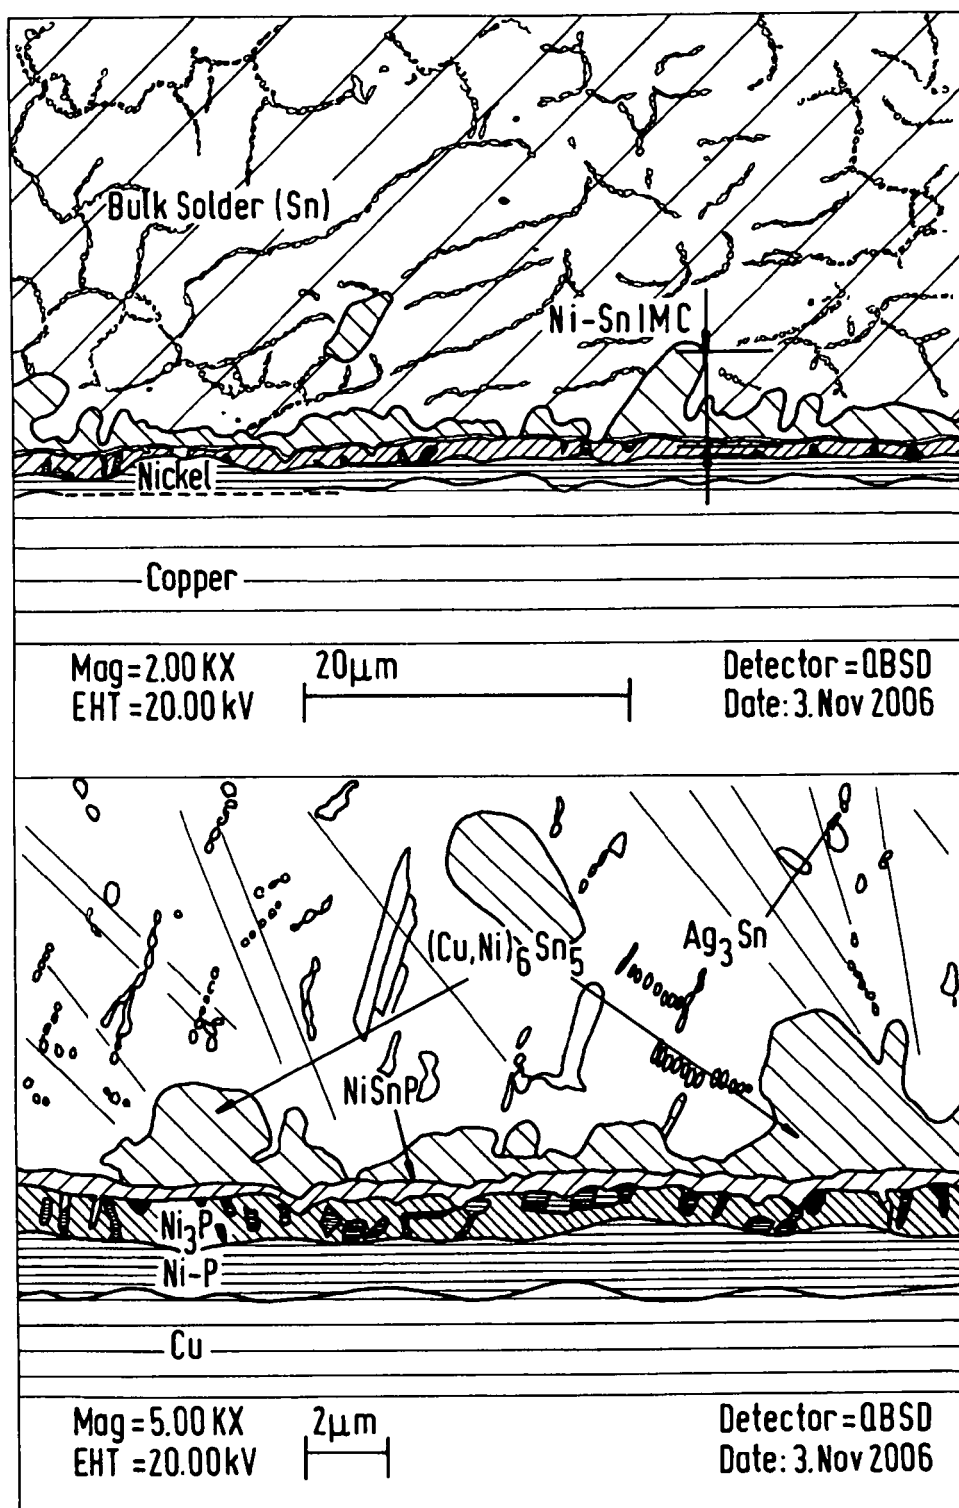 Bulk Solder (Sn)
Ni-Sn IMC
Nickel
Copper
Mag=2.00 KX
EHT =20.00 kV
20µm
Detector=QBSD
Date: 3. Nov 2006
(Cu,Ni)6Sn5
Ag3Sn
NiSnP
Ni3P
Ni-P
Cu
Mag=5.00 KX
EHT =20.00kV
2µm
Detector=QBSD
Date: 3. Nov 2006